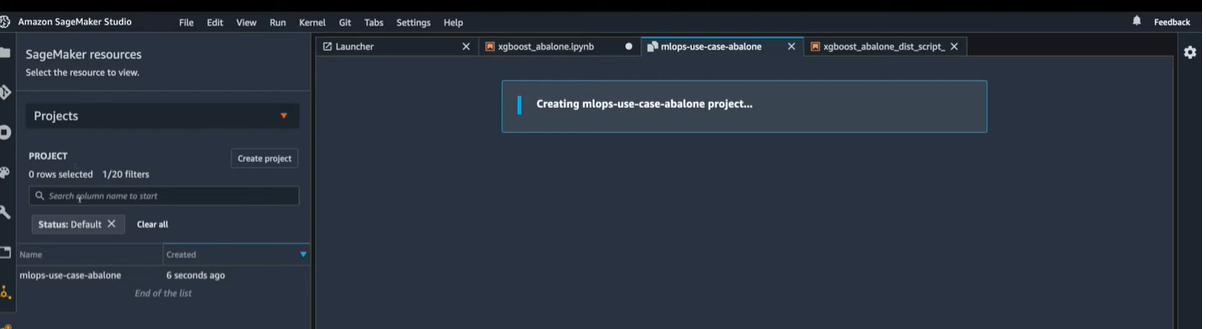 Amazon SageMaker Studio File Edit View Run Kernel Git Tabs Settings Help Feedback
SageMaker resources
Select the resource to view.
Projects
PROJECT
Create project
0 rows selected 1/20 filters
Search column name to start
Status: Default Clear all
Name Created
mlops-use-case-abalone 6 seconds ago
End of the list
Launcher xgboost_abalone.ipynb mlops-use-case-abalone xgboost_abalone_dist_script_
Creating mlops-use-case-abalone project...